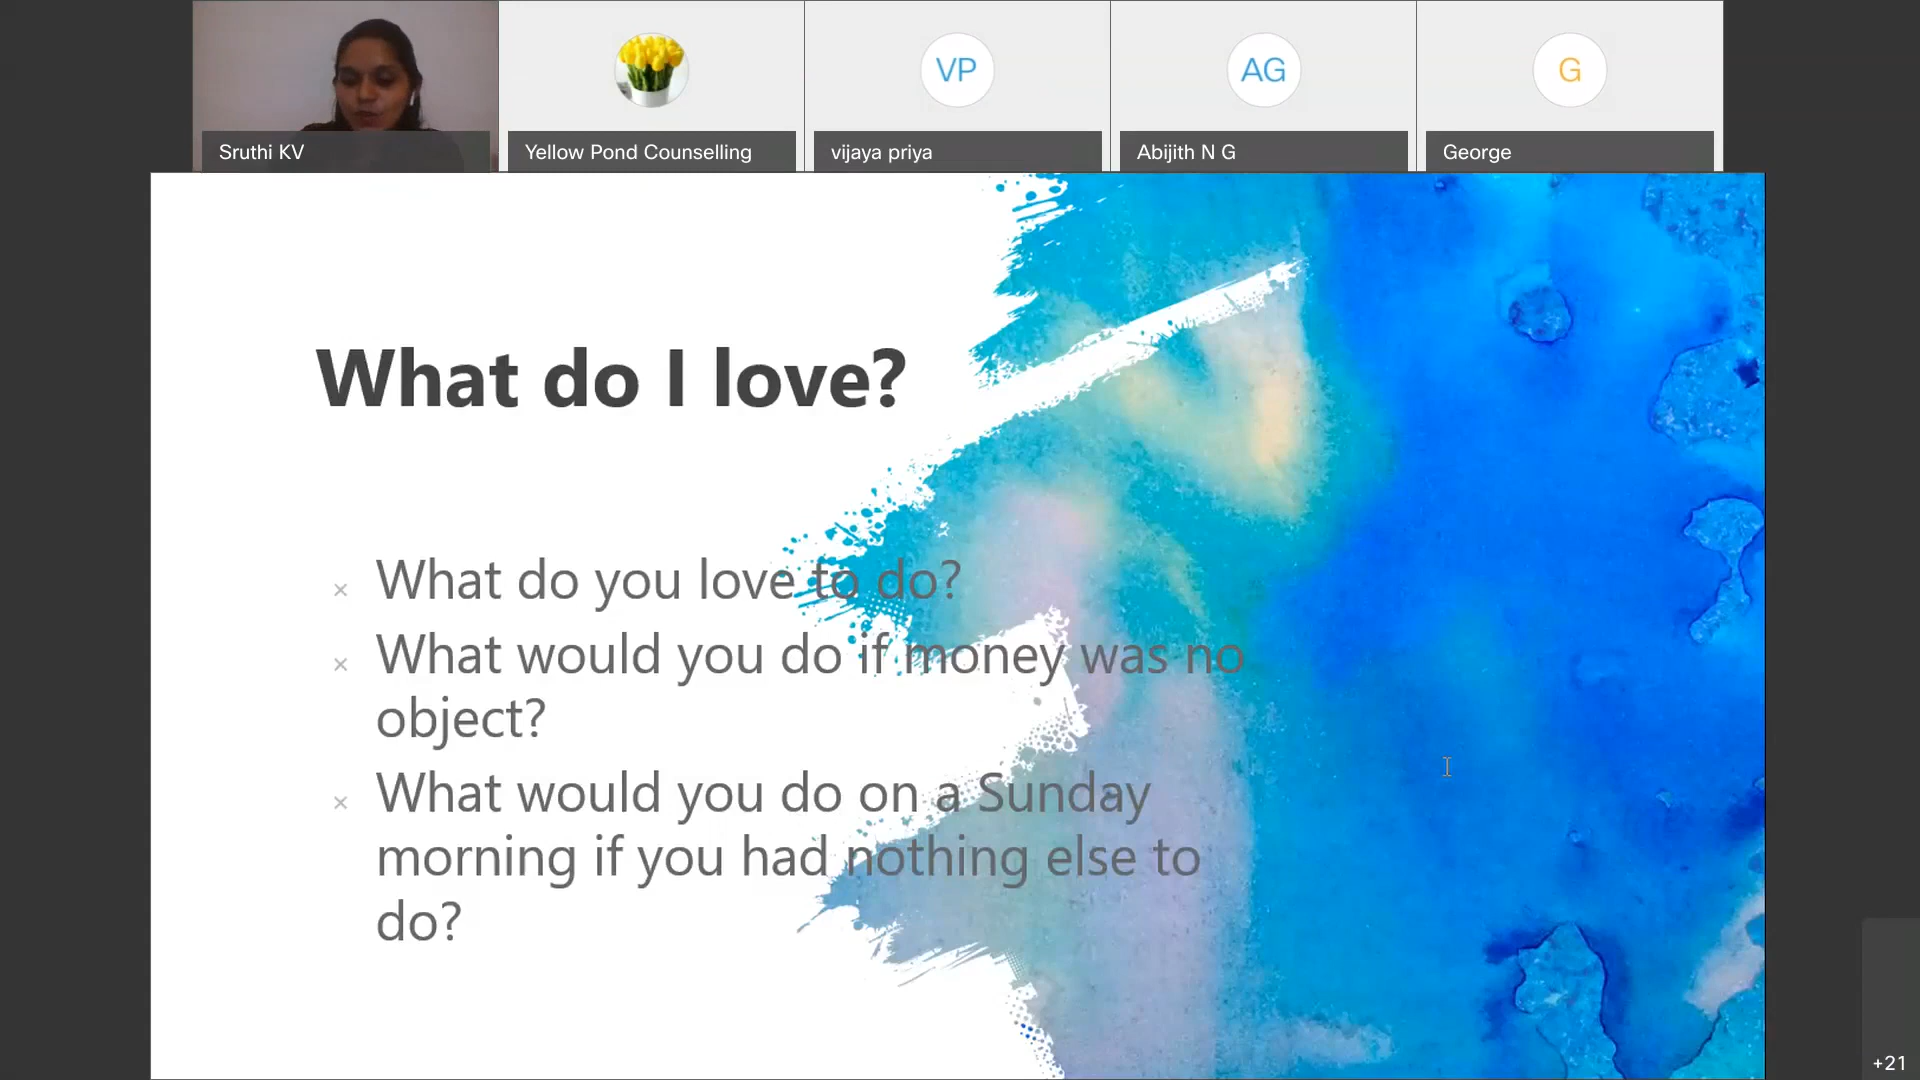 Sruthi KV
Yellow Pond Counselling
VP
vijaya priya
AG
Abijith N G
G
George
What do I love?
× What do you love to do?
× What would you do if money was no
object?
× What would you do on a Sunday
morning if you had nothing else to
do?
+21